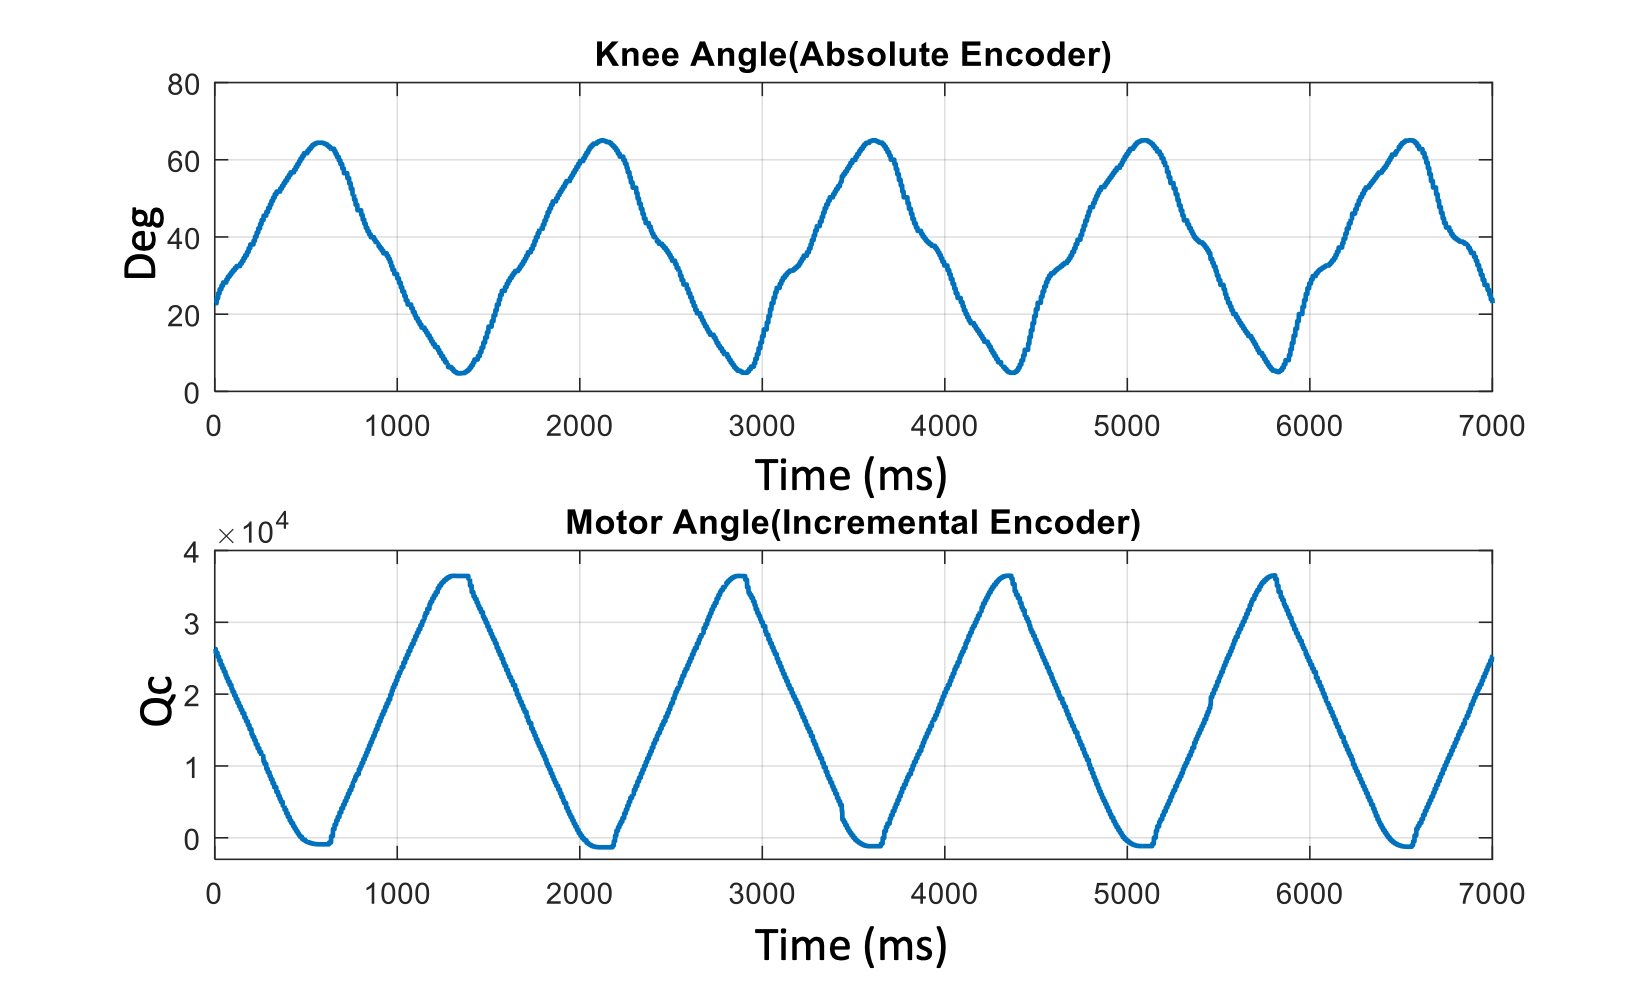 Knee Angle(Absolute Encoder)
80
60
40
20
0
Deg
0 1000 2000 3000 4000 5000 6000 7000
Time (ms)
×10⁴
Motor Angle(Incremental Encoder)
4
3
2
1
0
Qc
0 1000 2000 3000 4000 5000 6000 7000
Time (ms)